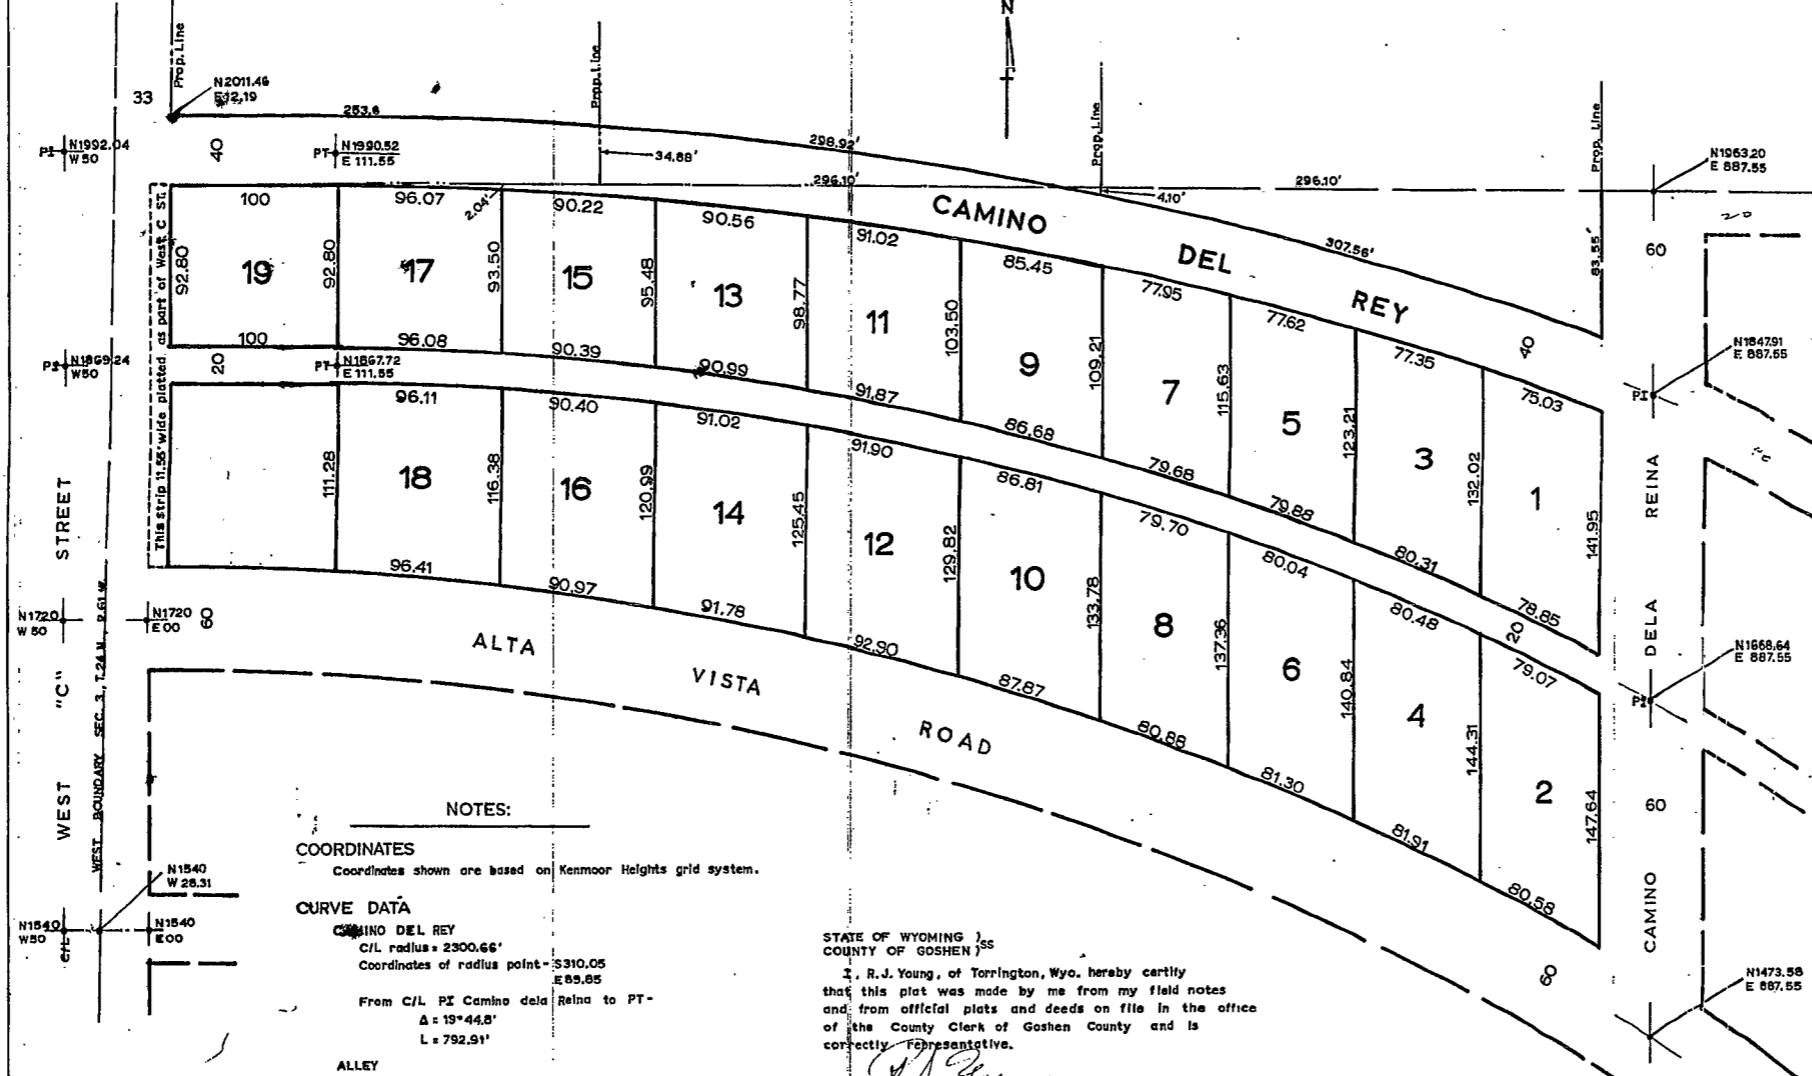 N
Prop. Line
Prop. Line
Prop. Line
Prop. Line
33
N2011.46
E12.19
253.6
298.92'
34.88'
296.10'
4.10'
296.10'
307.56'
83.55'
PI
N1992.04
W50
40
PT
N1990.52
E 111.55
N1963.20
E 887.55
20
60
CAMINO DEL REY
40
100
96.07
2.04'
90.22
90.56
91.02
85.45
77.95
77.62
77.35
75.03
92.80
19
92.80
17
93.50
15
95.48
13
98.77
11
103.50
9
109.21
7
115.63
5
123.21
3
132.02
1
141.95
100
96.08
90.39
90.99
91.87
86.68
79.68
79.88
80.31
78.85
PI
N1869.24
W50
20
PT
N1867.72
E 111.55
N1847.91
E 887.55
PI
This strip 11.55' wide platted as part of West C ST.
96.11
90.40
91.02
91.90
86.81
79.70
80.04
80.48
20
79.07
111.28
18
116.38
16
120.99
14
125.45
12
129.82
10
133.78
8
137.36
6
140.84
4
144.31
2
147.64
96.41
90.97
91.78
92.90
87.87
80.88
81.30
81.91
80.58
N1720
W 50
N1720
E 00
60
ALTA VISTA ROAD
60
WEST "C" STREET
WEST BOUNDARY SEC. 3, T. 24 N., R. 61 W.
CAMINO DELA REINA
60
N1668.64
E 887.55
PI
N1540
W 28.31
N1540
W50
N1540
E00
C/L
N1473.58
E 887.55
NOTES:
COORDINATES
Coordinates shown are based on Kenmoor Heights grid system.
CURVE DATA
CAMINO DEL REY
C/L radius = 2300.66'
Coordinates of radius point - S310.05
E89.85
From C/L PI Camino dela Reina to PT -
Δ = 19°44.8'
L = 792.91'
ALLEY
STATE OF WYOMING )
COUNTY OF GOSHEN ) SS
I, R.J. Young, of Torrington, Wyo. hereby certify
that this plat was made by me from my field notes
and from official plats and deeds on file in the office
of the County Clerk of Goshen County and is
correctly representative.